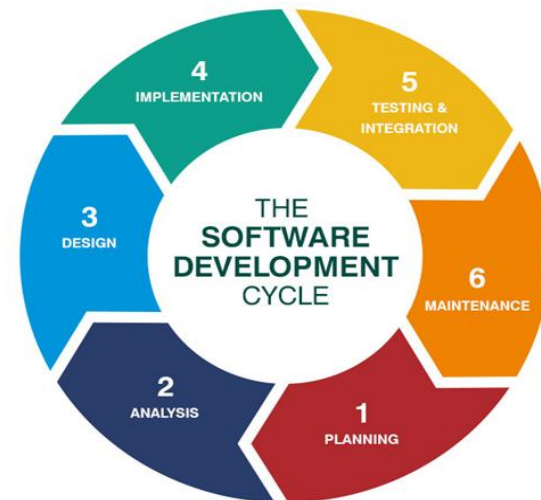 THE
SOFTWARE
DEVELOPMENT
CYCLE
1
PLANNING
2
ANALYSIS
3
DESIGN
4
IMPLEMENTATION
5
TESTING &
INTEGRATION
6
MAINTENANCE